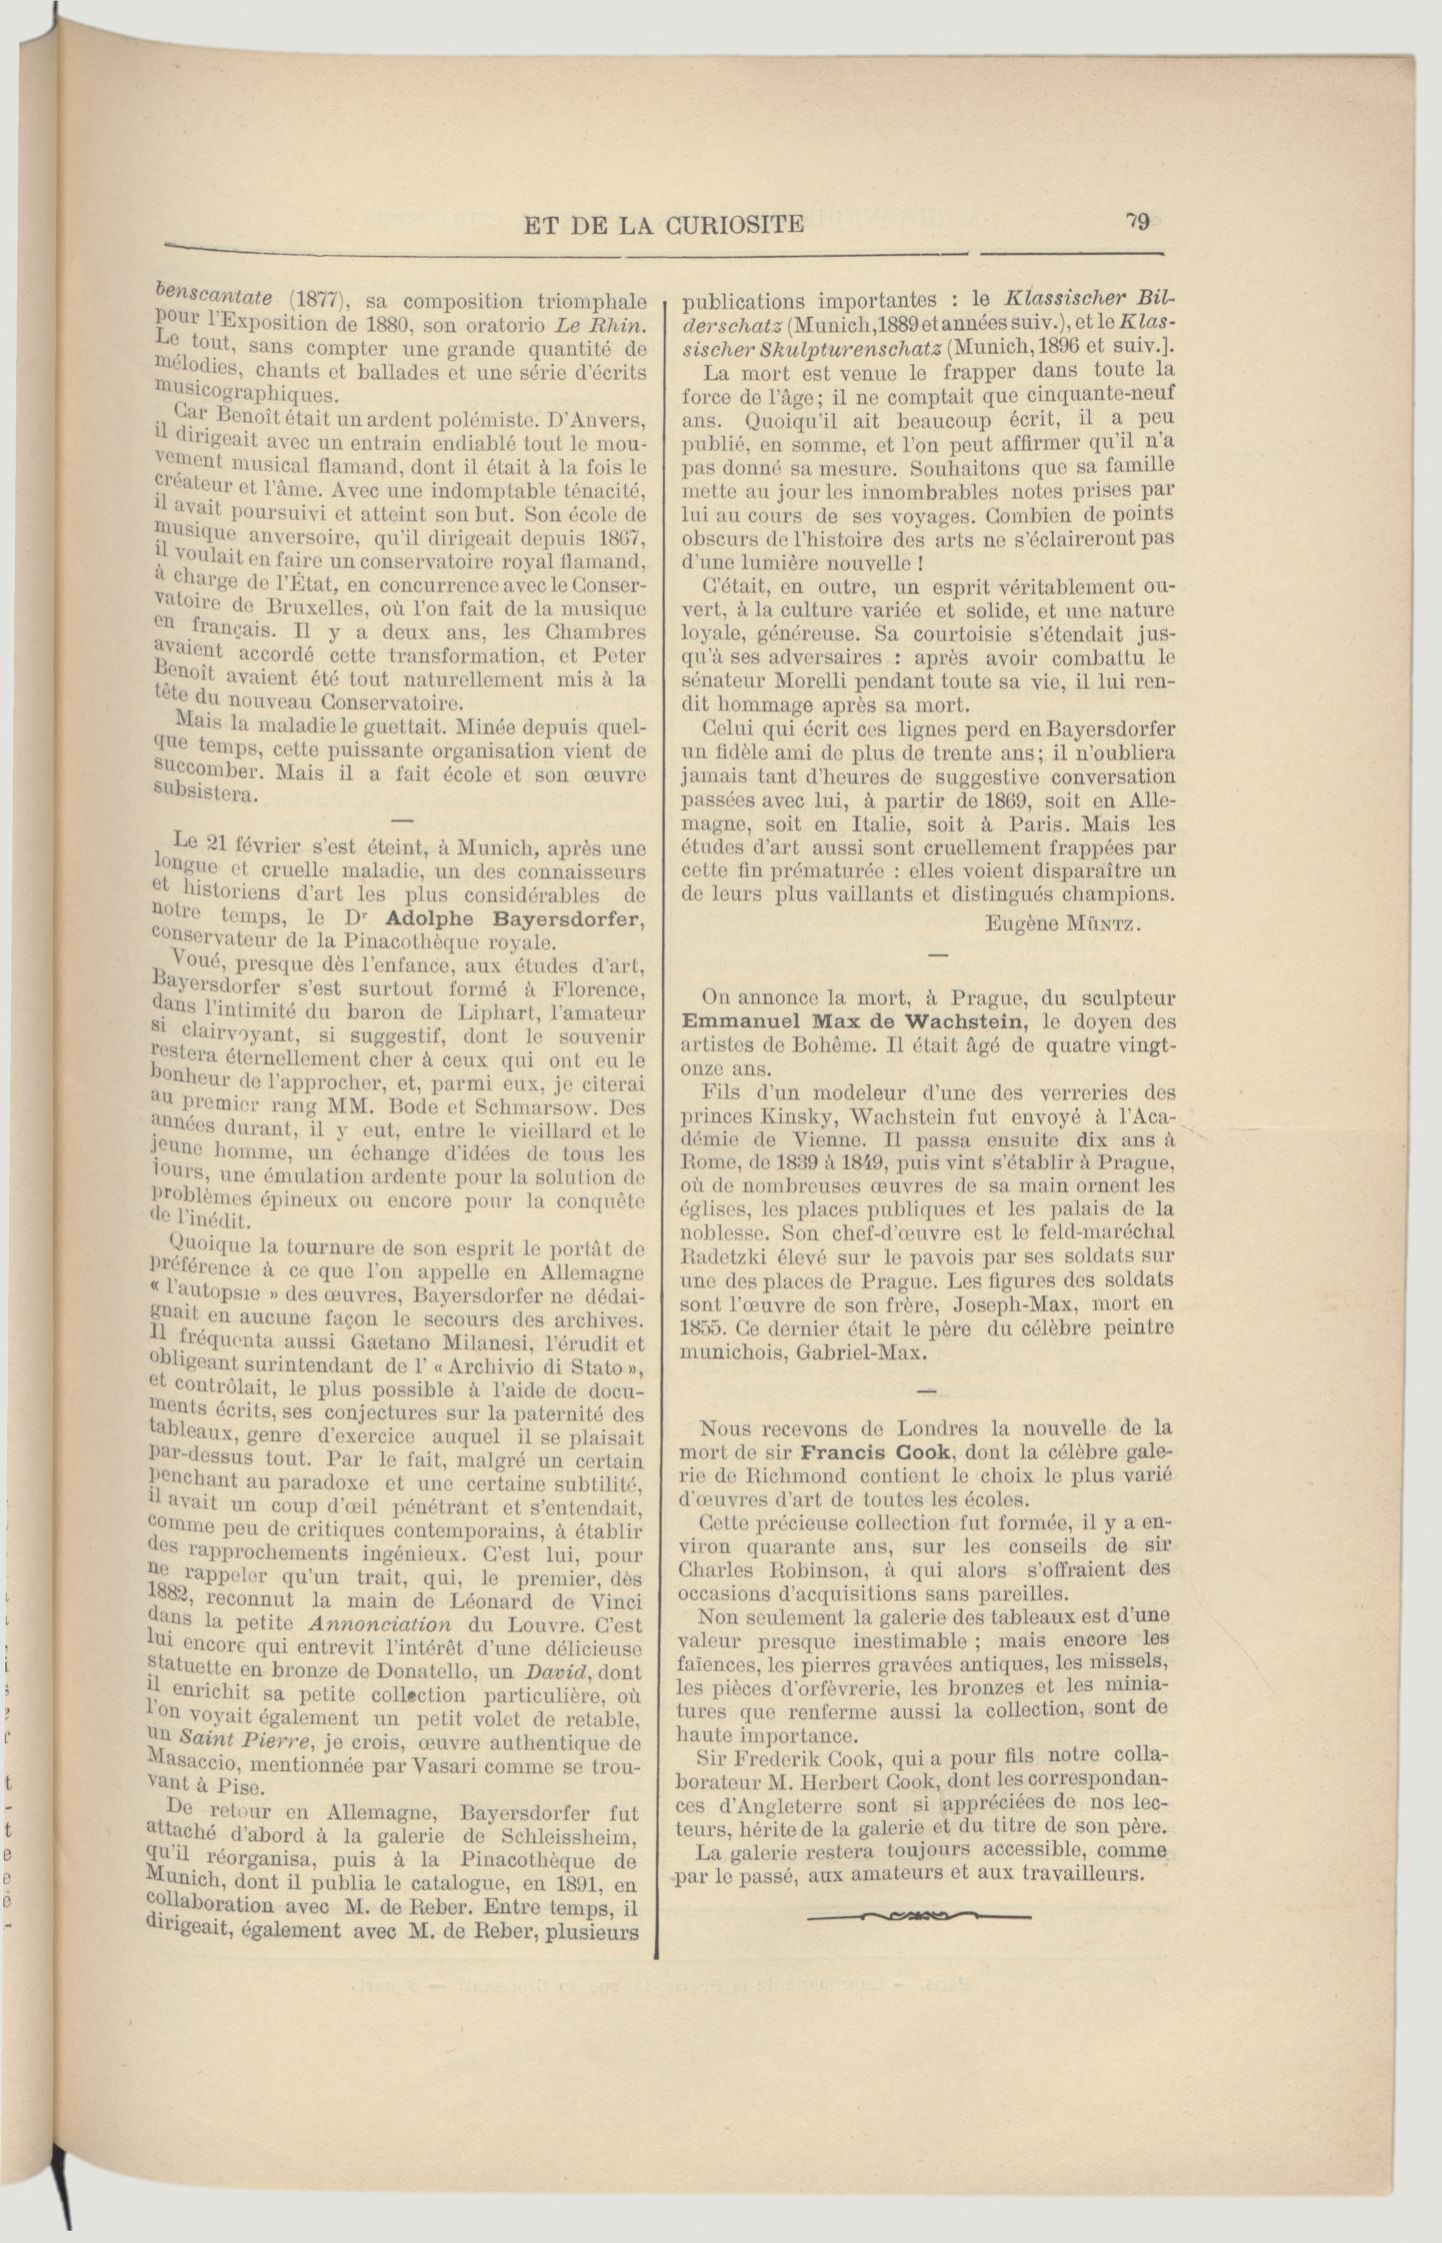 ET DE LA CURIOSITE
79
benscantate (1877), sa composition triomphale
pour l'Exposition de 1880, son oratorio Le Rhin.
Le tout, sans compter une grande quantité de
mélodies, chants et ballades et une série d'écrits
musicographiques.
Car Benoît était un ardent polémiste. D'Anvers,
il dirigeait avec un entrain endiablé tout le mou-
vement musical flamand, dont il était à la fois le
créateur et l'âme. Avec une indomptable ténacité,
il avait poursuivi et atteint son but. Son école de
musique anversoire, qu'il dirigeait depuis 1867,
il voulait en faire un conservatoire royal flamand,
à charge de l'État, en concurrence avec le Conser-
vatoire de Bruxelles, où l'on fait de la musique
en français. Il y a deux ans, les Chambres
avaient accordé cette transformation, et Peter
Benoît avaient été tout naturellement mis à la
tête du nouveau Conservatoire.
Mais la maladie le guettait. Minée depuis quel-
que temps, cette puissante organisation vient de
succomber. Mais il a fait école et son œuvre
subsistera.
Le 21 février s'est éteint, à Munich, après une
longue et cruelle maladie, un des connaisseurs
et historiens d'art les plus considérables de
notre temps, le Dr Adolphe Bayersdorfer,
conservateur de la Pinacothèque royale.
Voué, presque dès l'enfance, aux études d'art,
Bayersdorfer s'est surtout formé à Florence,
dans l'intimité du baron de Liphart, l'amateur
si clairvoyant, si suggestif, dont le souvenir
restera éternellement cher à ceux qui ont eu le
bonheur de l'approcher, et, parmi eux, je citerai
au premier rang MM. Bode et Schmarsow. Des
années durant, il y eut, entre le vieillard et le
jeune homme, un échange d'idées de tous les
jours, une émulation ardente pour la solution de
problèmes épineux ou encore pour la conquête
de l'inédit.
Quoique la tournure de son esprit le portât de
préférence à ce que l'on appelle en Allemagne
« l'autopsie » des œuvres, Bayersdorfer ne dédai-
gnait en aucune façon le secours des archives.
Il fréquenta aussi Gaetano Milanesi, l'érudit et
obligeant surintendant de l' « Archivio di Stato »,
et contrôlait, le plus possible à l'aide de docu-
ments écrits, ses conjectures sur la paternité des
tableaux, genre d'exercice auquel il se plaisait
par-dessus tout. Par le fait, malgré un certain
penchant au paradoxe et une certaine subtilité,
il avait un coup d'œil pénétrant et s'entendait,
comme peu de critiques contemporains, à établir
des rapprochements ingénieux. C'est lui, pour
ne rappeler qu'un trait, qui, le premier, dès
1882, reconnut la main de Léonard de Vinci
dans la petite Annonciation du Louvre. C'est
lui encore qui entrevit l'intérêt d'une délicieuse
statuette en bronze de Donatello, un David, dont
il enrichit sa petite collection particulière, où
l'on voyait également un petit volet de retable,
un Saint Pierre, je crois, œuvre authentique de
Masaccio, mentionnée par Vasari comme se trou-
vant à Pise.
De retour en Allemagne, Bayersdorfer fut
attaché d'abord à la galerie de Schleissheim,
qu'il réorganisa, puis à la Pinacothèque de
Munich, dont il publia le catalogue, en 1891, en
collaboration avec M. de Reber. Entre temps, il
dirigeait, également avec M. de Reber, plusieurs
publications importantes : le Klassischer Bil-
derschatz (Munich, 1889 et années suiv.), et le Klas-
sischer Skulpturenschatz (Munich, 1896 et suiv.].
La mort est venue le frapper dans toute la
force de l'âge; il ne comptait que cinquante-neuf
ans. Quoiqu'il ait beaucoup écrit, il a peu
publié, en somme, et l'on peut affirmer qu'il n'a
pas donné sa mesure. Souhaitons que sa famille
mette au jour les innombrables notes prises par
lui au cours de ses voyages. Combien de points
obscurs de l'histoire des arts ne s'éclaireront pas
d'une lumière nouvelle !
C'était, en outre, un esprit véritablement ou-
vert, à la culture variée et solide, et une nature
loyale, généreuse. Sa courtoisie s'étendait jus-
qu'à ses adversaires : après avoir combattu le
sénateur Morelli pendant toute sa vie, il lui ren-
dit hommage après sa mort.
Celui qui écrit ces lignes perd en Bayersdorfer
un fidèle ami de plus de trente ans; il n'oubliera
jamais tant d'heures de suggestive conversation
passées avec lui, à partir de 1869, soit en Alle-
magne, soit en Italie, soit à Paris. Mais les
études d'art aussi sont cruellement frappées par
cette fin prématurée : elles voient disparaître un
de leurs plus vaillants et distingués champions.
Eugène MÜNTZ.
On annonce la mort, à Prague, du sculpteur
Emmanuel Max de Wachstein, le doyen des
artistes de Bohême. Il était âgé de quatre vingt-
onze ans.
Fils d'un modeleur d'une des verreries des
princes Kinsky, Wachstein fut envoyé à l'Aca-
démie de Vienne. Il passa ensuite dix ans à
Rome, de 1839 à 1849, puis vint s'établir à Prague,
où de nombreuses œuvres de sa main ornent les
églises, les places publiques et les palais de la
noblesse. Son chef-d'œuvre est le feld-maréchal
Radetzki élevé sur le pavois par ses soldats sur
une des places de Prague. Les figures des soldats
sont l'œuvre de son frère, Joseph-Max, mort en
1855. Ce dernier était le père du célèbre peintre
munichois, Gabriel-Max.
Nous recevons de Londres la nouvelle de la
mort de sir Francis Cook, dont la célèbre gale-
rie de Richmond contient le choix le plus varié
d'œuvres d'art de toutes les écoles.
Cette précieuse collection fut formée, il y a en-
viron quarante ans, sur les conseils de sir
Charles Robinson, à qui alors s'offraient des
occasions d'acquisitions sans pareilles.
Non seulement la galerie des tableaux est d'une
valeur presque inestimable ; mais encore les
faïences, les pierres gravées antiques, les missels,
les pièces d'orfèvrerie, les bronzes et les minia-
tures que renferme aussi la collection, sont de
haute importance.
Sir Frederik Cook, qui a pour fils notre colla-
borateur M. Herbert Cook, dont les correspondan-
ces d'Angleterre sont si appréciées de nos lec-
teurs, hérite de la galerie et du titre de son père.
La galerie restera toujours accessible, comme
par le passé, aux amateurs et aux travailleurs.